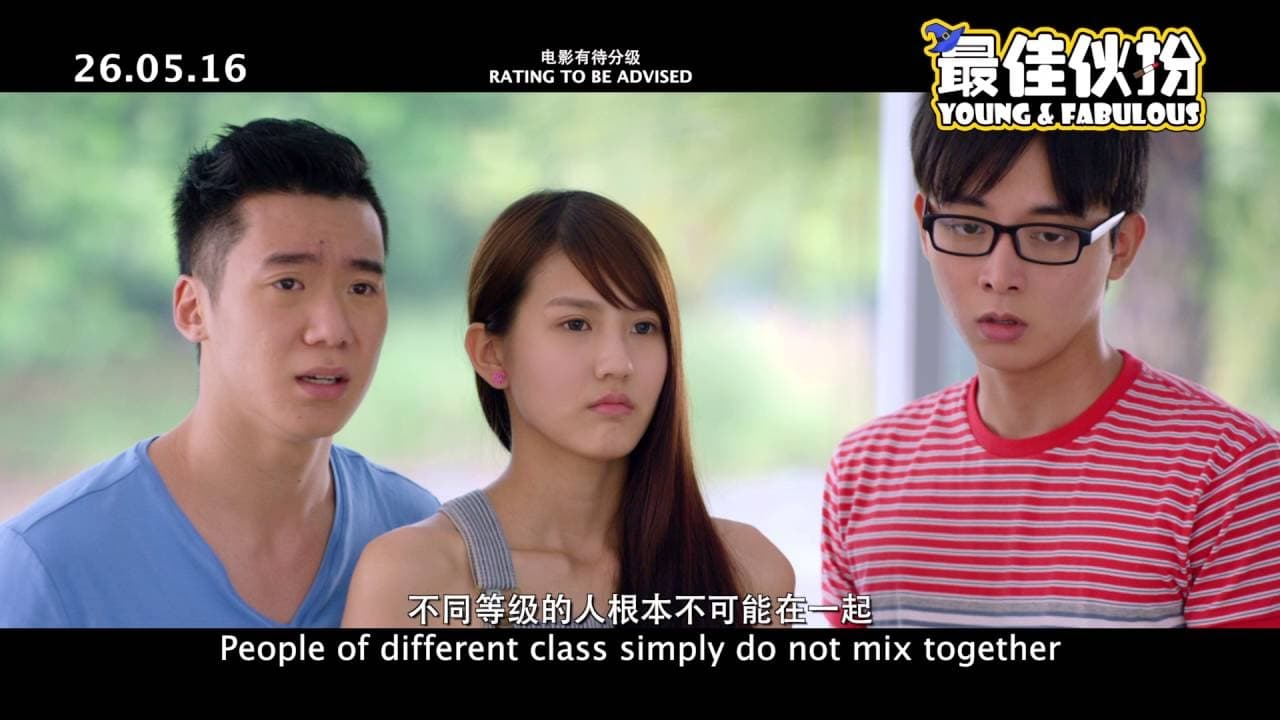 26.05.16
电影有待分级
RATING TO BE ADVISED
最佳伙扮
YOUNG & FABULOUS
不同等级的人根本不可能在一起
People of different class simply do not mix together